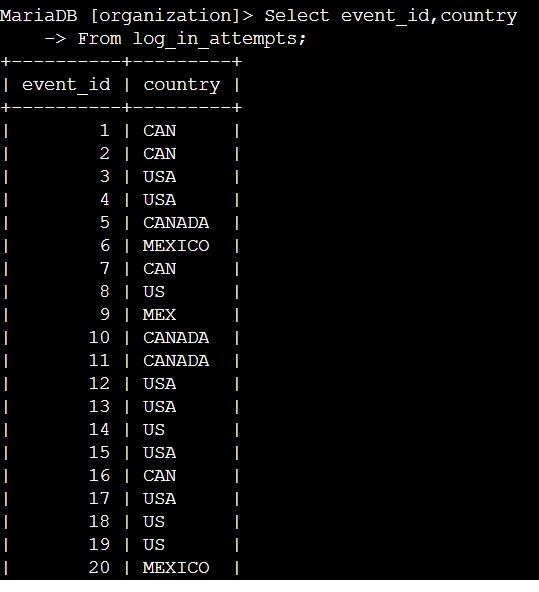 MariaDB [organization]> Select event_id,country
    -> From log_in_attempts;
+----------+---------+
| event_id | country |
+----------+---------+
|        1 | CAN     |
|        2 | CAN     |
|        3 | USA     |
|        4 | USA     |
|        5 | CANADA  |
|        6 | MEXICO  |
|        7 | CAN     |
|        8 | US      |
|        9 | MEX     |
|       10 | CANADA  |
|       11 | CANADA  |
|       12 | USA     |
|       13 | USA     |
|       14 | US      |
|       15 | USA     |
|       16 | CAN     |
|       17 | USA     |
|       18 | US      |
|       19 | US      |
|       20 | MEXICO  |